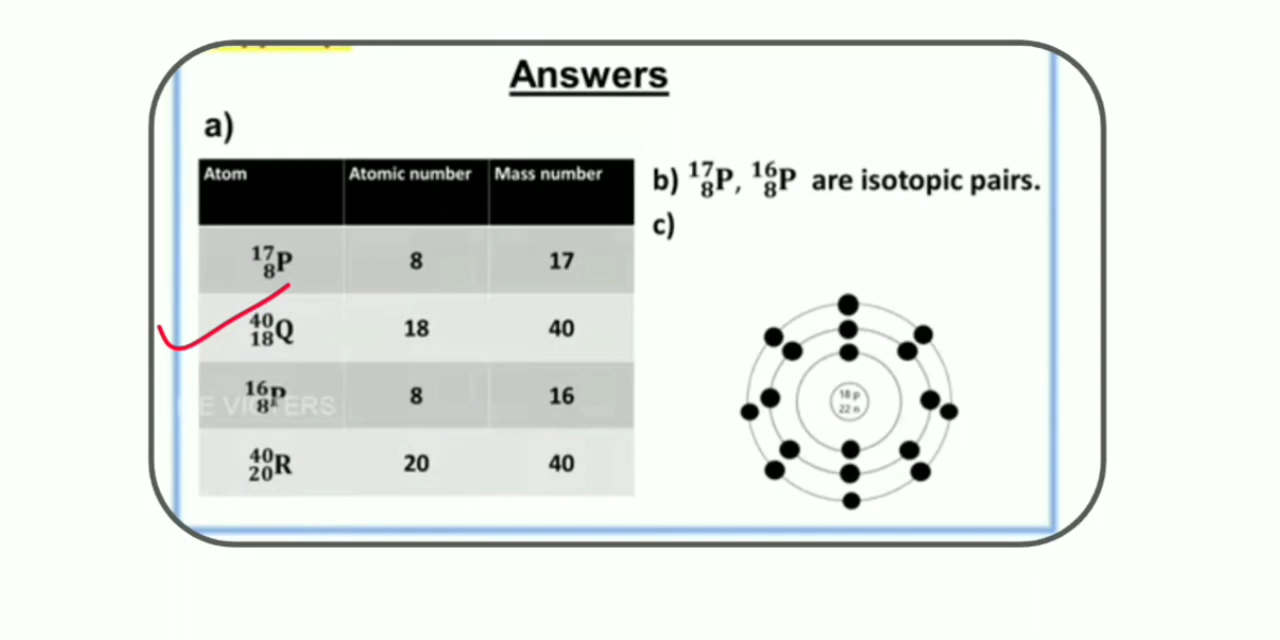 Answers
a)
Atom Atomic number Mass number
¹⁷₈P 8 17
⁴⁰₁₈Q 18 40
¹⁶₈P 8 16
⁴⁰₂₀R 20 40
b) ¹⁷₈P, ¹⁶₈P are isotopic pairs.
c)
18 p
22 n